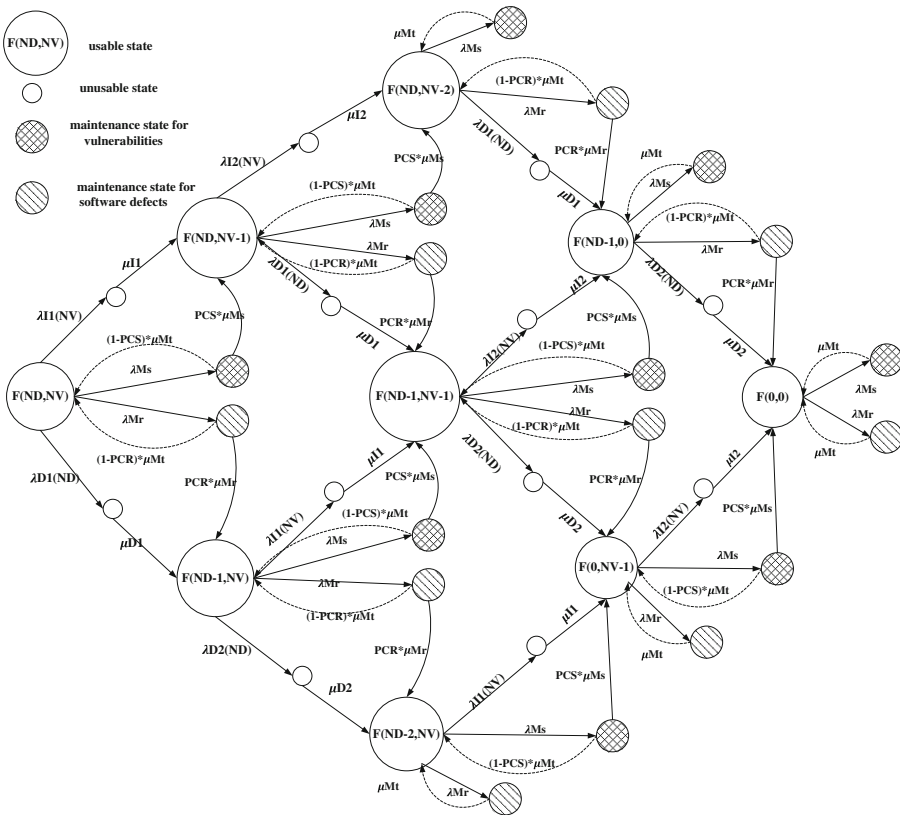 F(ND,NV)
usable state
unusable state
maintenance state for
vulnerabilities
maintenance state for
software defects
μMt
λMs
F(ND,NV-2)
(1-PCR)*μMt
λMr
μI2
λD1(ND)
PCR*μMr
μMt
λI2(NV)
PCS*μMs
λMs
μD1
(1-PCS)*μMt
F(ND,NV-1)
λMs
λMr
(1-PCR)*μMt
F(ND-1,0)
(1-PCR)*μMt
λMr
μI1
λD1(ND)
μI2
λD2(ND)
PCR*μMr
λI1(NV)
PCS*μMs
PCR*μMr
μD1
λI2(NV)
PCS*μMs
μD2
(1-PCS)*μMt
(1-PCS)*μMt
μMt
F(ND,NV)
λMs
F(ND-1,NV-1)
λMs
F(0,0)
λMs
λMr
λMr
λMr
(1-PCR)*μMt
(1-PCR)*μMt
μMt
λD1(ND)
PCR*μMr
μI1
PCS*μMs
λD2(ND)
PCR*μMr
μI2
λI1(NV)
(1-PCS)*μMt
μD2
λI2(NV)
PCS*μMs
μD1
λMs
F(ND-1,NV)
λMr
F(0,NV-1)
λMs
(1-PCR)*μMt
(1-PCS)*μMt
μI1
λMr
λD2(ND)
PCR*μMr
μMt
μD2
λI1(NV)
PCS*μMs
F(ND-2,NV)
λMs
(1-PCS)*μMt
μMt
λMr